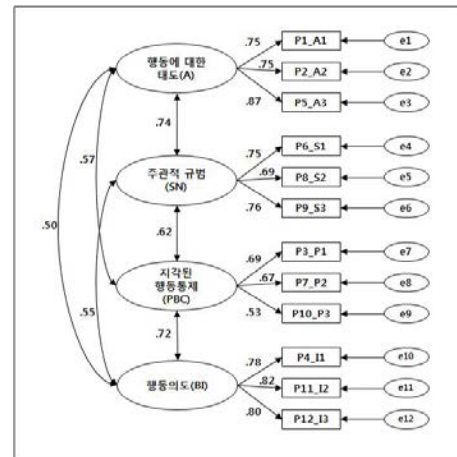 .75
P1_A1
e1
행동에 대한
태도(A)
.75
P2_A2
e2
.87
P5_A3
e3
.74
.57
.75
P6_S1
e4
주관적 규범
(SN)
.69
P8_S2
e5
.76
P9_S3
e6
.50
.62
.69
P3_P1
e7
지각된
행동통제
(PBC)
.67
P7_P2
e8
.53
P10_P3
e9
.55
.72
.78
P4_I1
e10
행동의도(BI)
.82
P11_I2
e11
.80
P12_I3
e12